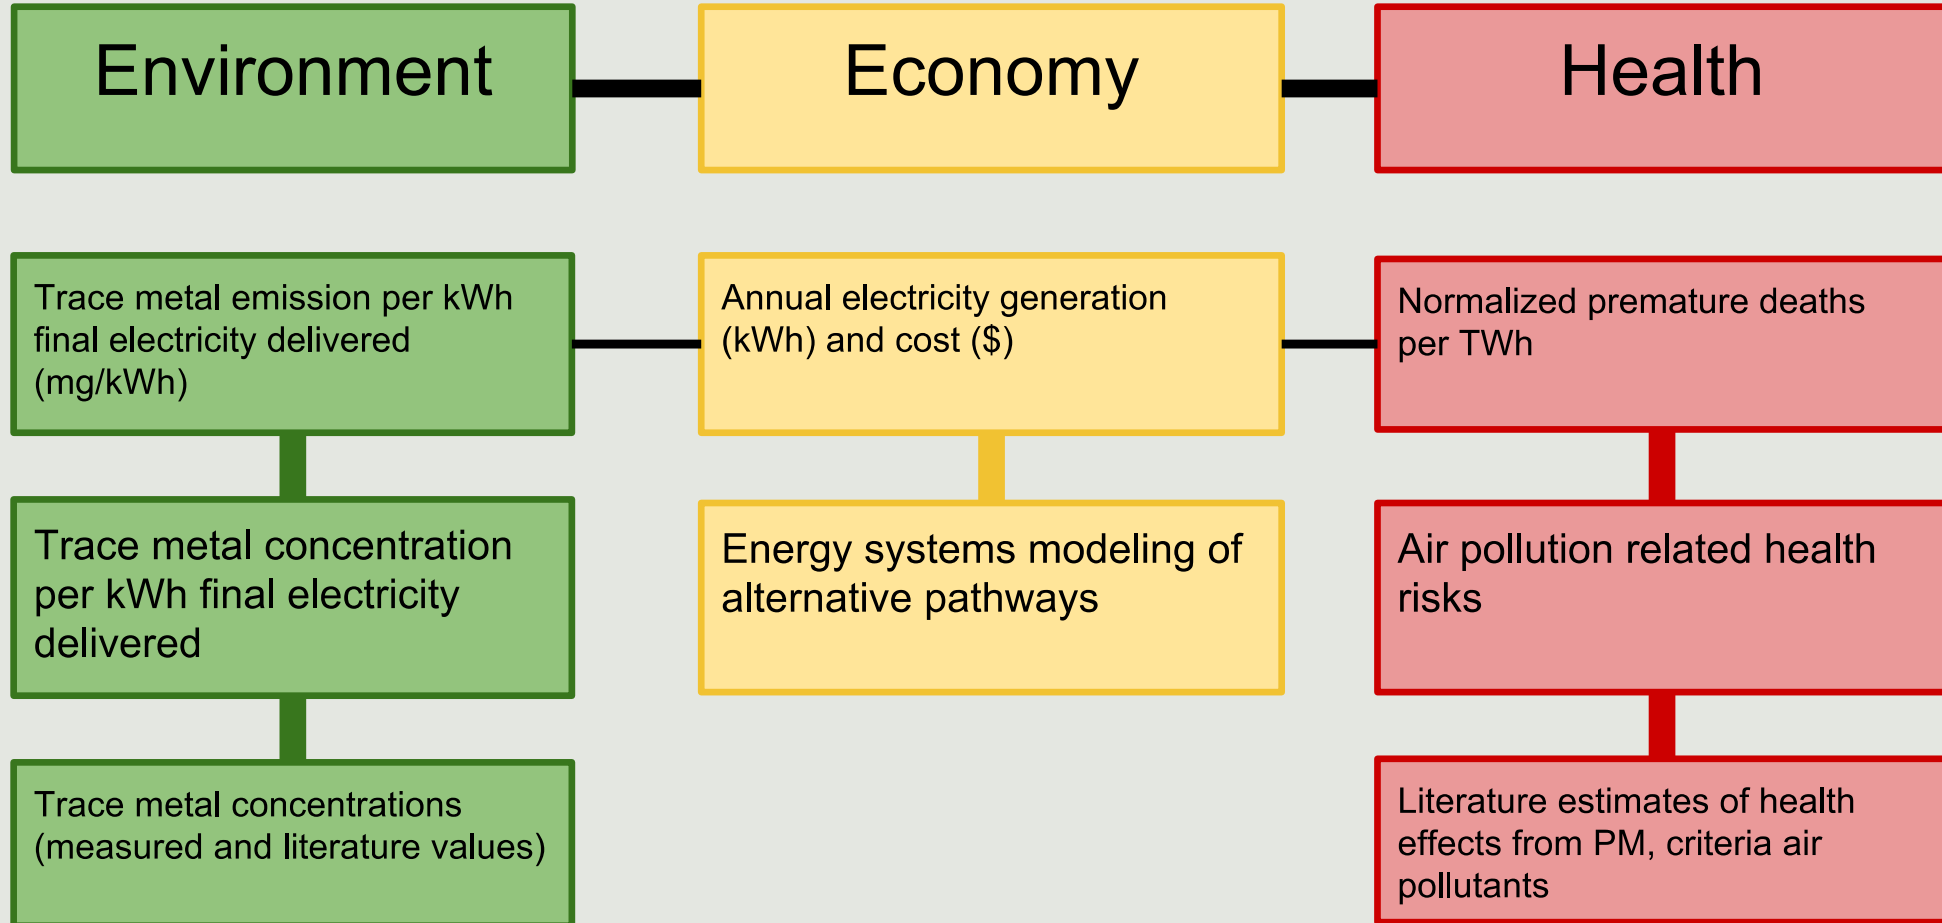 Environment
Economy
Health
Trace metal emission per kWh
final electricity delivered
(mg/kWh)
Annual electricity generation
(kWh) and cost ($)
Normalized premature deaths
per TWh
Trace metal concentration
per kWh final electricity
delivered
Energy systems modeling of
alternative pathways
Air pollution related health
risks
Trace metal concentrations
(measured and literature values)
Literature estimates of health
effects from PM, criteria air
pollutants